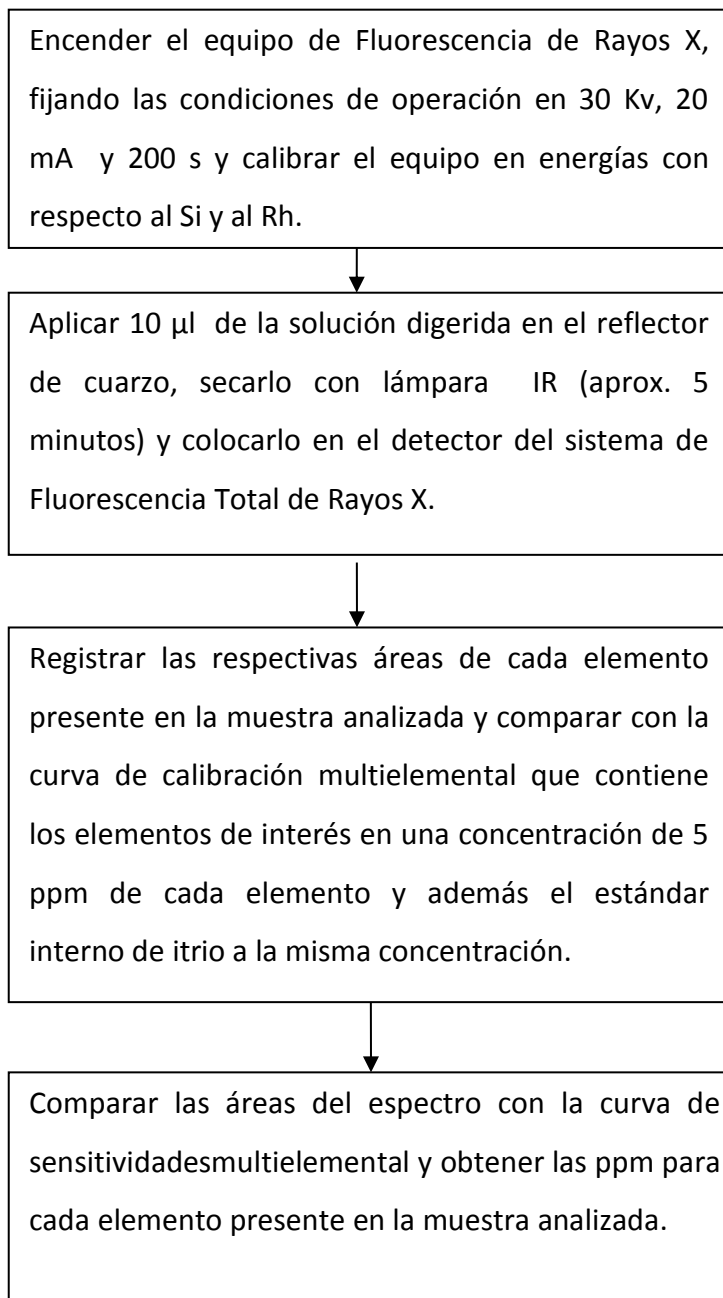 Encender el equipo de Fluorescencia de Rayos X,
fijando las condiciones de operación en 30 Kv, 20
mA y 200 s y calibrar el equipo en energías con
respecto al Si y al Rh.
Aplicar 10 µl de la solución digerida en el reflector
de cuarzo, secarlo con lámpara IR (aprox. 5
minutos) y colocarlo en el detector del sistema de
Fluorescencia Total de Rayos X.
Registrar las respectivas áreas de cada elemento
presente en la muestra analizada y comparar con la
curva de calibración multielemental que contiene
los elementos de interés en una concentración de 5
ppm de cada elemento y además el estándar
interno de itrio a la misma concentración.
Comparar las áreas del espectro con la curva de
sensitividadesmultielemental y obtener las ppm para
cada elemento presente en la muestra analizada.